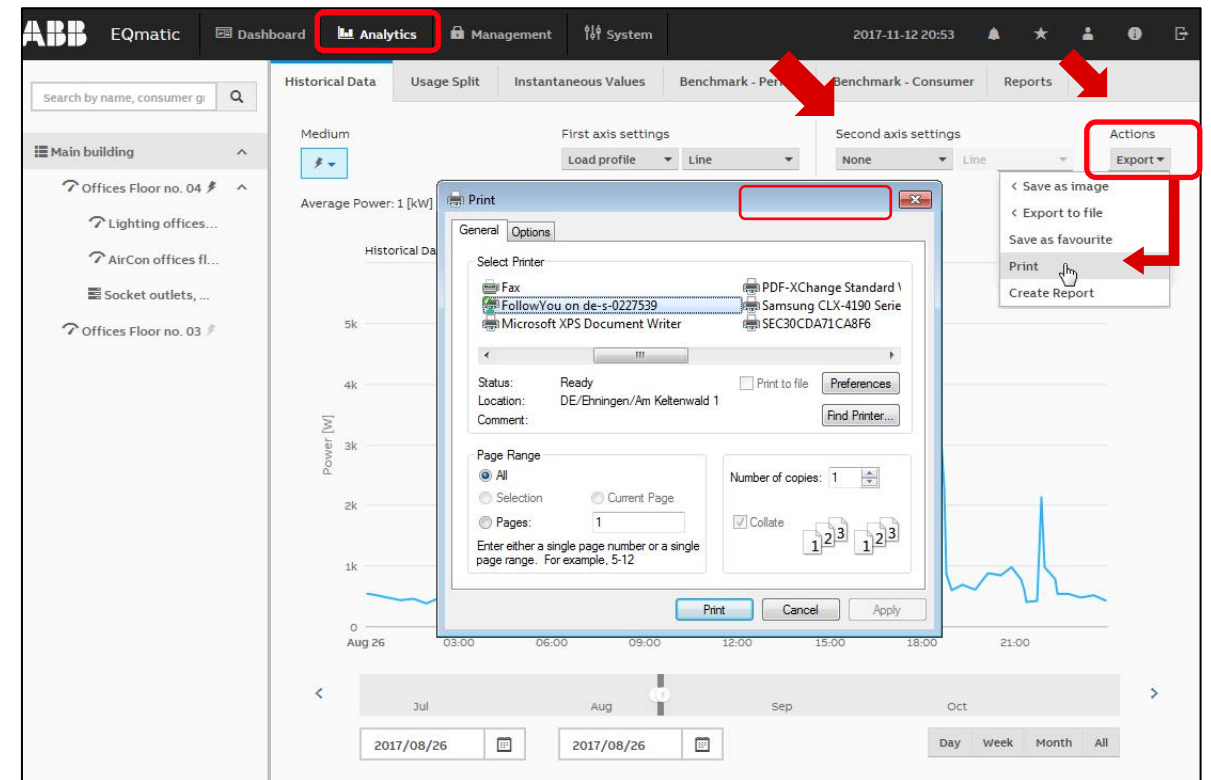 ABB EQmatic Dashboard Analytics Management System 2017-11-12 20:53
Historical Data Usage Split Instantaneous Values Benchmark - Per Benchmark - Consumer Reports
Search by name, consumer gr
Main building
Offices Floor no. 04
Lighting offices...
AirCon offices fl...
Socket outlets, ...
Offices Floor no. 03
Medium First axis settings Second axis settings Actions
Load profile Line None Line Export
< Save as image
< Export to file
Save as favourite
Print
Create Report
Average Power: 1 [kW]
Historical Da
Print
General Options
Select Printer
Fax PDF-XChange Standard
FollowYou on de-s-0227539 Samsung CLX-4190 Serie
Microsoft XPS Document Writer SEC30CDA71CA8F6
Status: Ready Print to file Preferences
Location: DE/Ehningen/Am Keltenwald 1
Comment: Find Printer...
Page Range
All Number of copies: 1
Selection Current Page
Pages: 1 Collate
Enter either a single page number or a single
page range. For example, 5-12
1 2 3 1 2 3
Print Cancel Apply
Power [W]
5k
4k
3k
2k
1k
0
Aug 26 03:00 06:00 09:00 12:00 15:00 18:00 21:00
< Jul Aug Sep Oct >
2017/08/26 2017/08/26 Day Week Month All